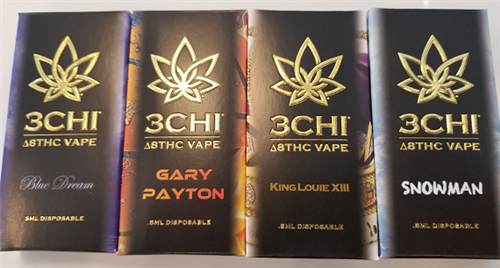 3CHI
Δ8THC VAPE
Blue Dream
.5ML DISPOSABLE
3CHI
Δ8THC VAPE
GARY
PAYTON
.5ML DISPOSABLE
3CHI
Δ8THC VAPE
KING LOUIE XIII
.5ML DISPOSABLE
3CHI
Δ8THC VAPE
SNOWMAN
.5ML DISPOSABLE